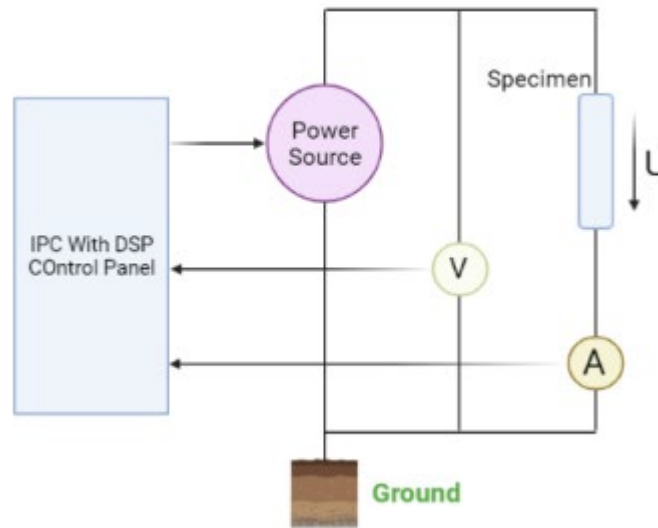 Specimen
Power
Source
U
IPC With DSP
COntrol Panel
V
A
Ground